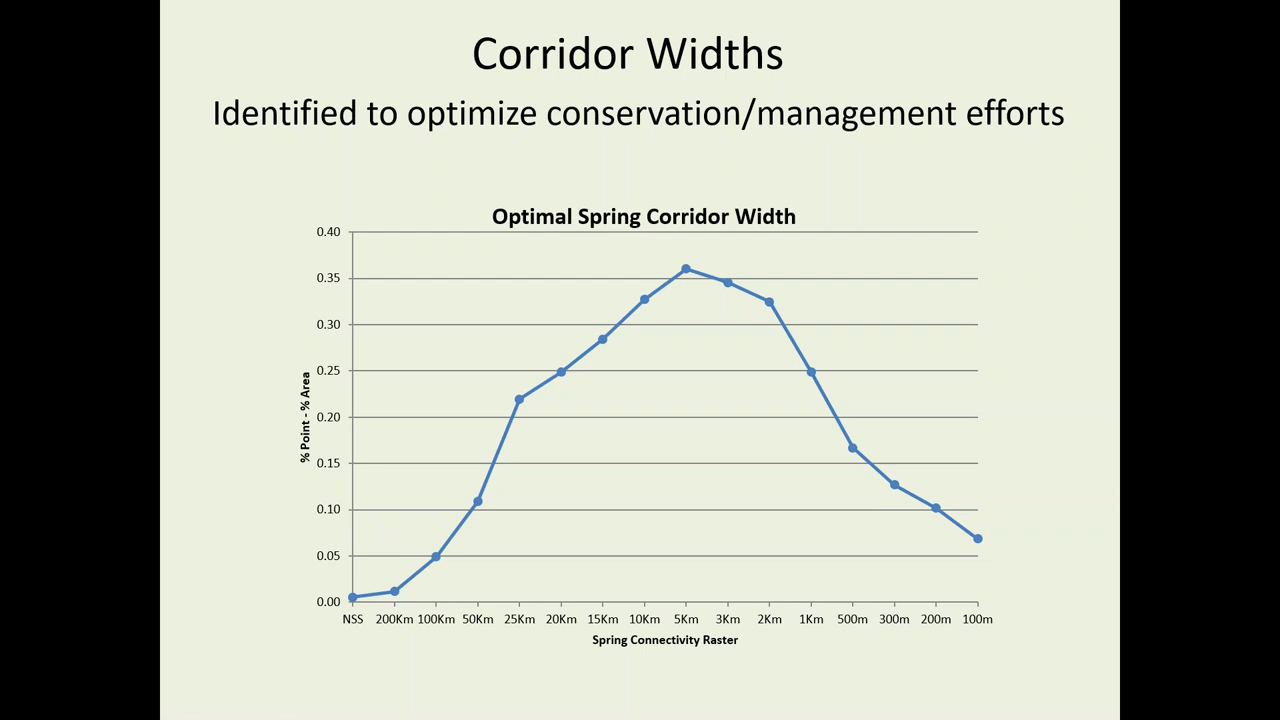 Corridor Widths
Identified to optimize conservation/management efforts
Optimal Spring Corridor Width
0.40
0.35
0.30
0.25
0.20
0.15
0.10
0.05
0.00
% Point - % Area
NSS 200Km 100Km 50Km 25Km 20Km 15Km 10Km 5Km 3Km 2Km 1Km 500m 300m 200m 100m
Spring Connectivity Raster